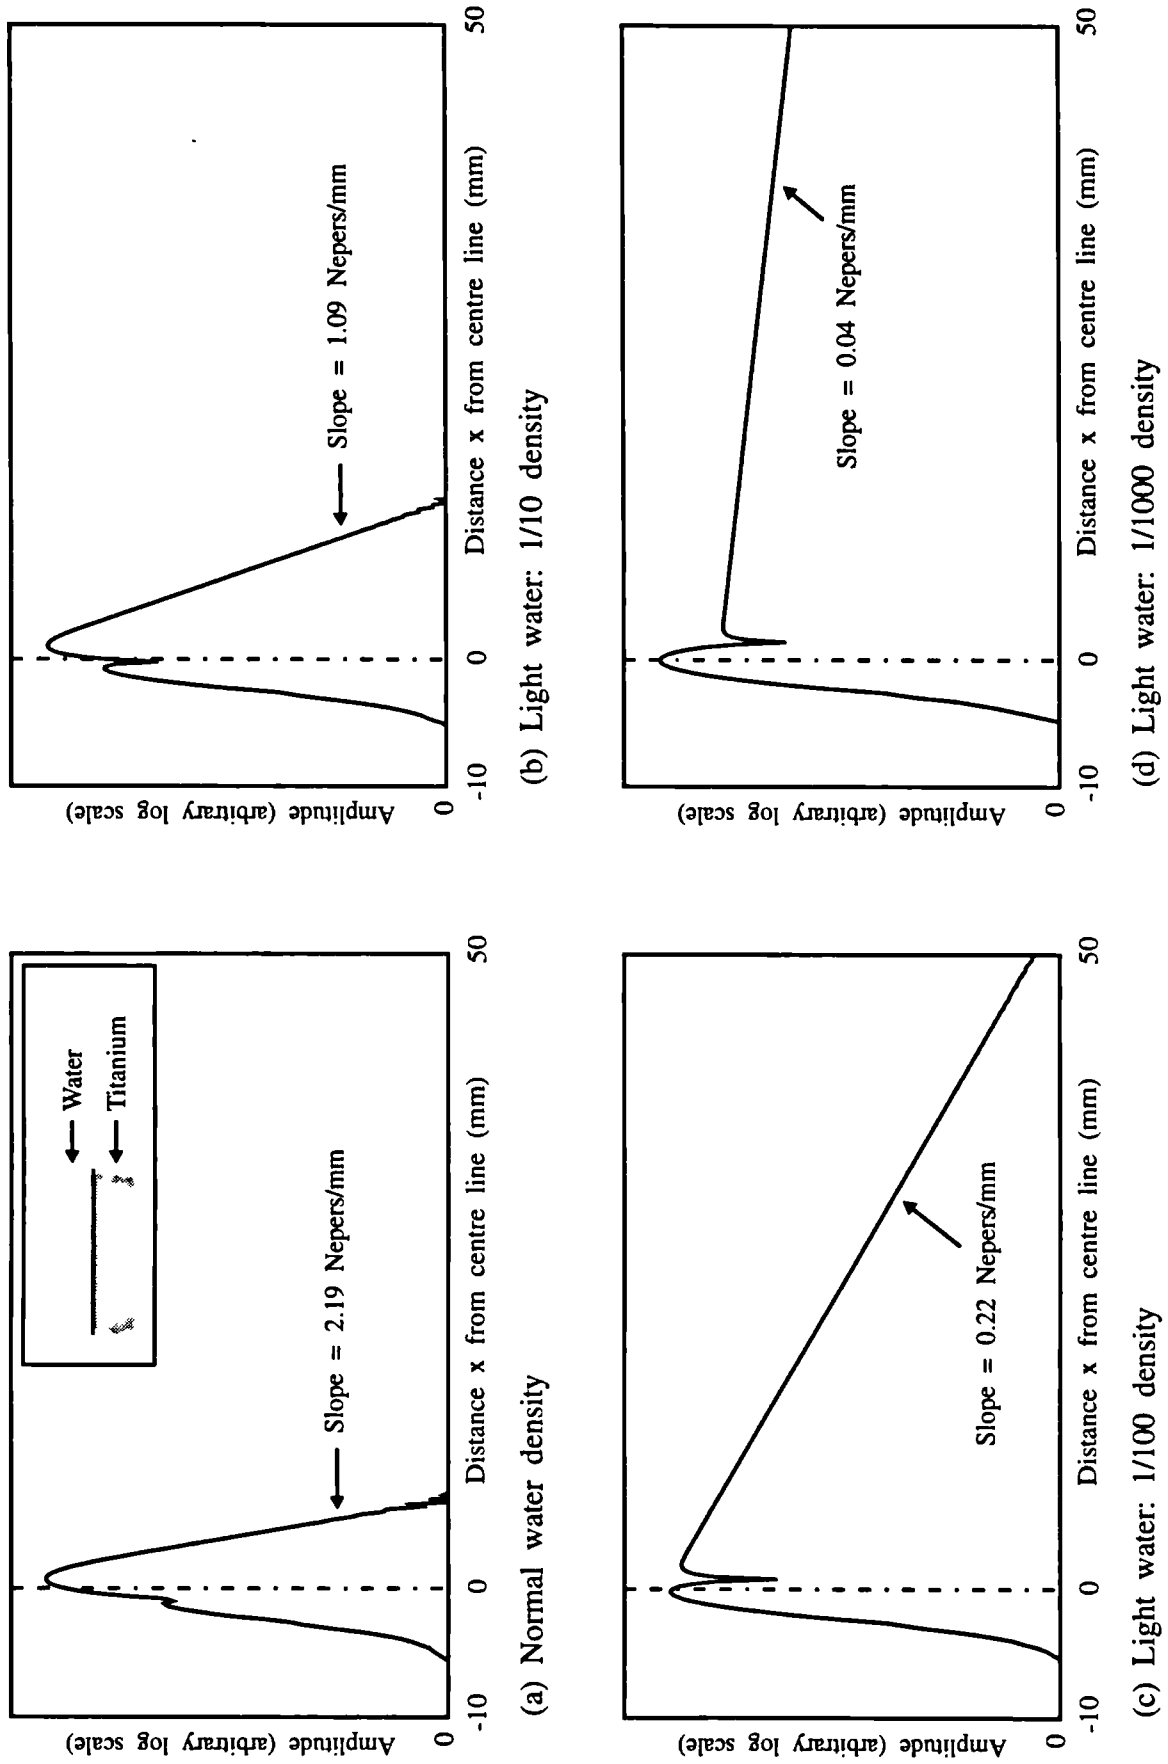 Amplitude (arbitrary log scale)
0
Water
Titanium
Slope = 2.19 Nepers/mm
-10
0
50
Distance x from centre line (mm)
(a) Normal water density
Amplitude (arbitrary log scale)
0
Slope = 1.09 Nepers/mm
-10
0
50
Distance x from centre line (mm)
(b) Light water: 1/10 density
Amplitude (arbitrary log scale)
0
Slope = 0.22 Nepers/mm
-10
0
50
Distance x from centre line (mm)
(c) Light water: 1/100 density
Amplitude (arbitrary log scale)
0
Slope = 0.04 Nepers/mm
-10
0
50
Distance x from centre line (mm)
(d) Light water: 1/1000 density